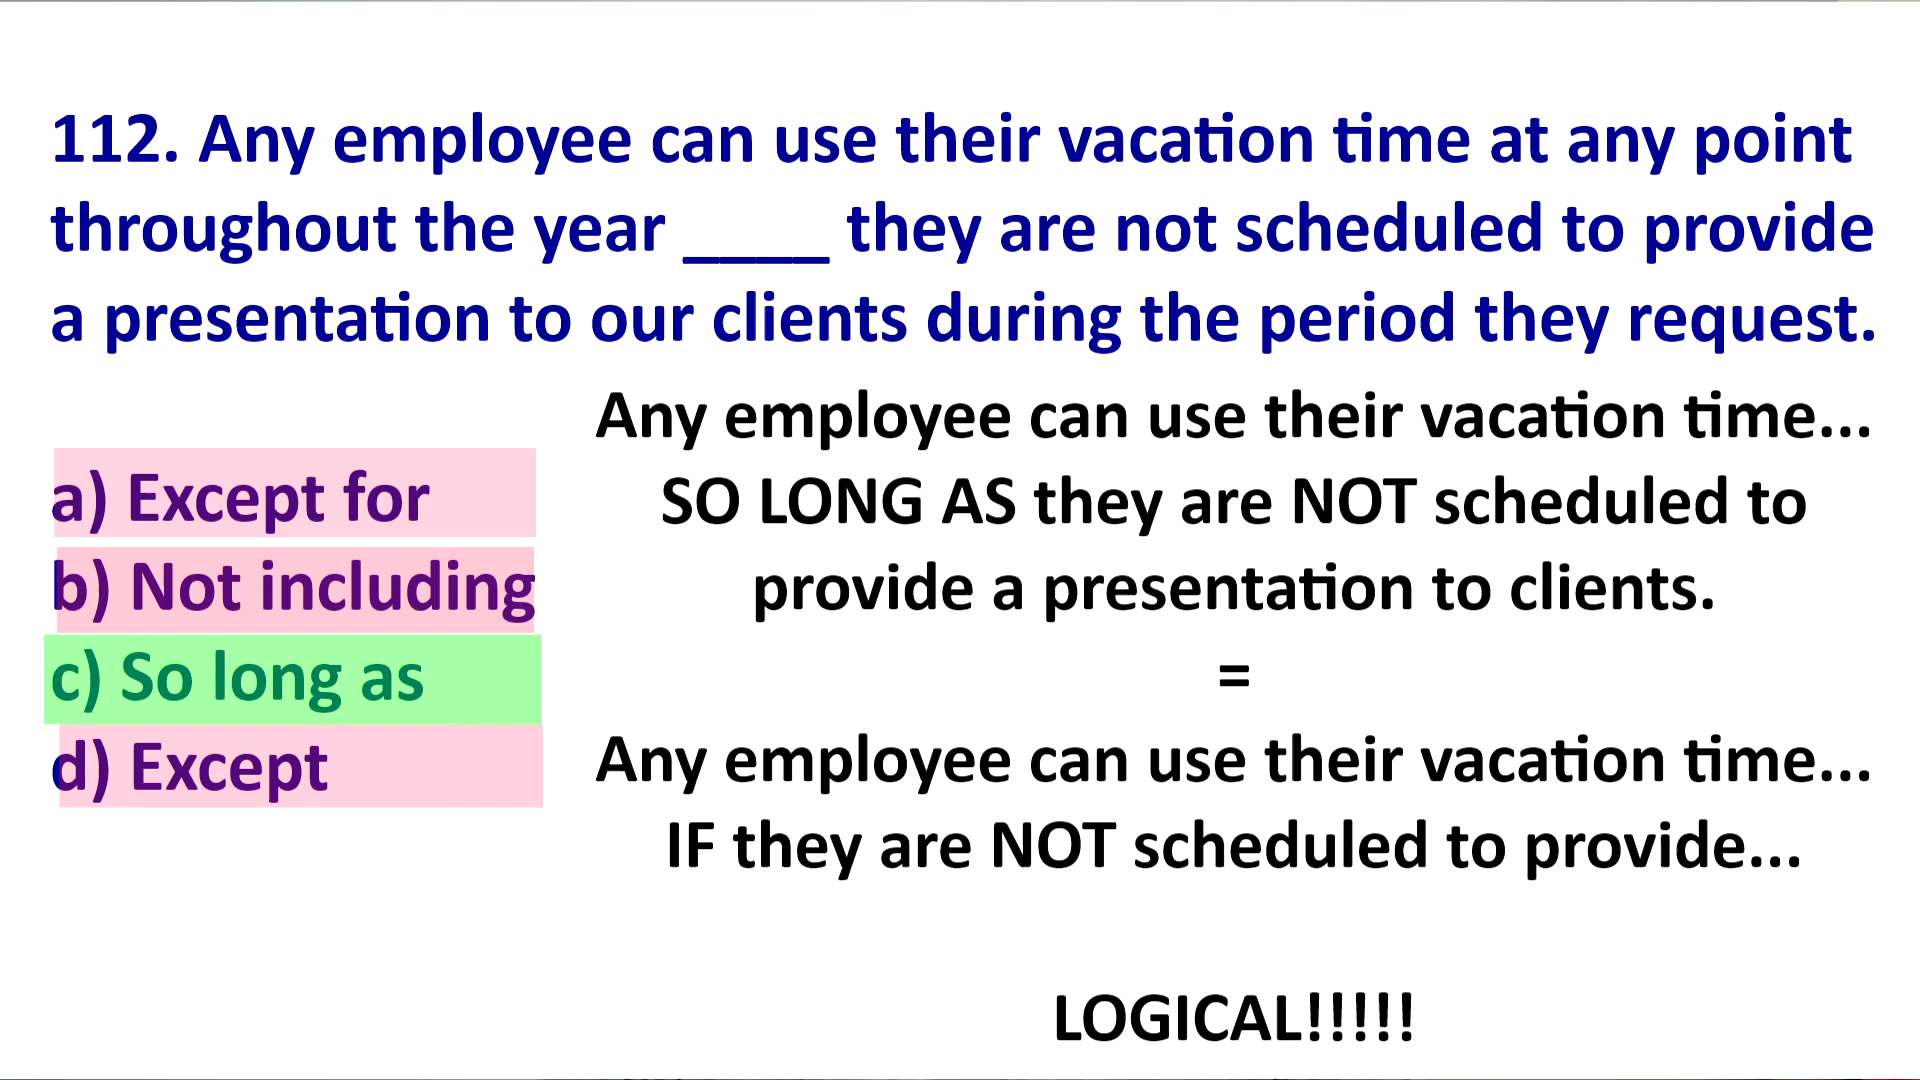 112. Any employee can use their vacation time at any point
throughout the year ____ they are not scheduled to provide
a presentation to our clients during the period they request.
a) Except for
b) Not including
c) So long as
d) Except
Any employee can use their vacation time...
SO LONG AS they are NOT scheduled to
provide a presentation to clients.
=
Any employee can use their vacation time...
IF they are NOT scheduled to provide...
LOGICAL!!!!!